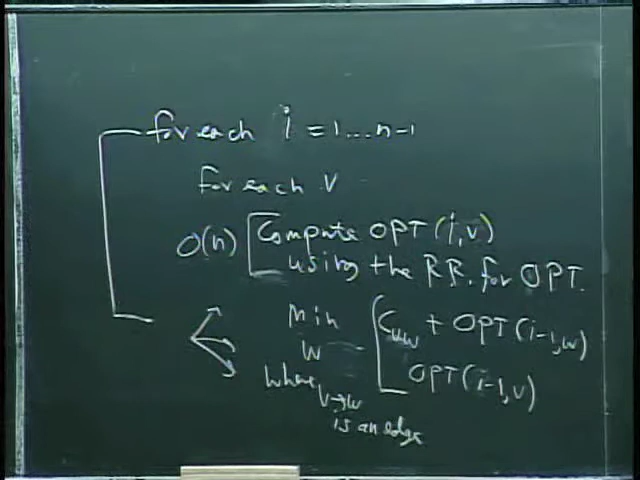 for each i = 1...n-1
for each v
O(n) [ Compute OPT(i,v)
using the RR. for OPT.
Min
w
where
v→w
is an edge
C_vw + OPT(i-1,w)
OPT(i-1,v)